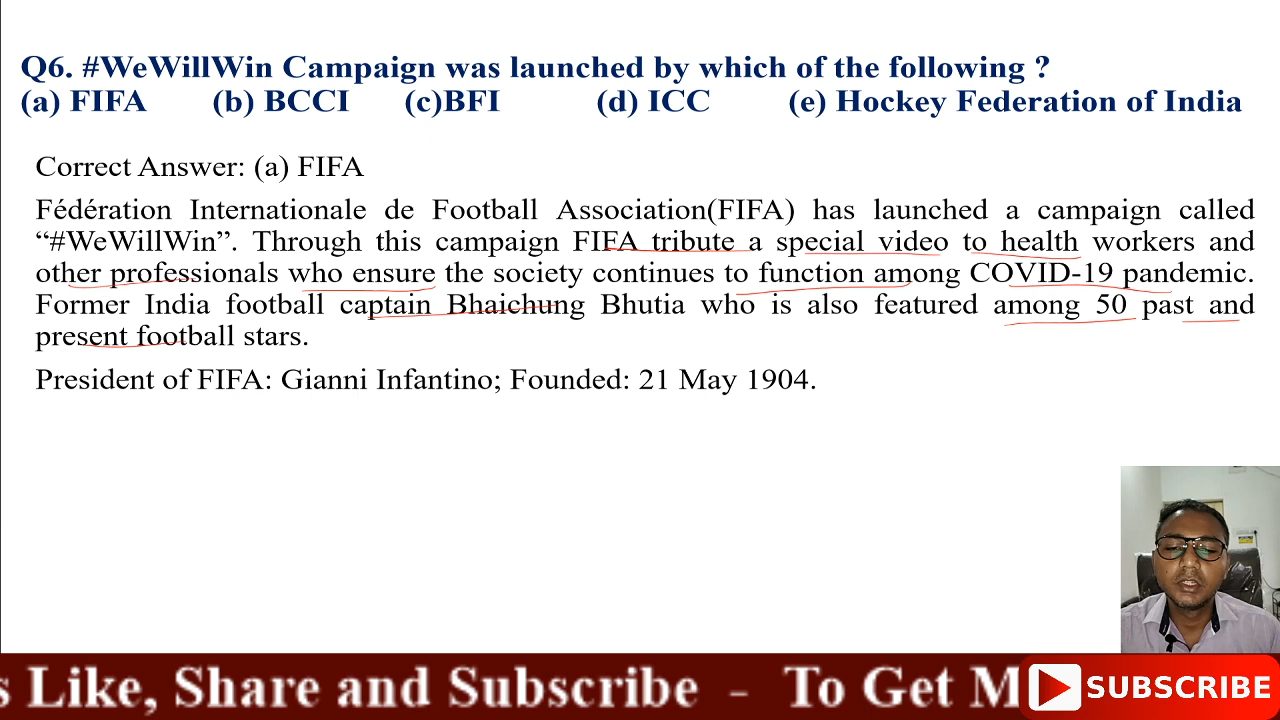 Q6. #WeWillWin Campaign was launched by which of the following ?
(a) FIFA (b) BCCI (c)BFI (d) ICC (e) Hockey Federation of India
Correct Answer: (a) FIFA
Fédération Internationale de Football Association(FIFA) has launched a campaign called
“#WeWillWin”. Through this campaign FIFA tribute a special video to health workers and
other professionals who ensure the society continues to function among COVID-19 pandemic.
Former India football captain Bhaichung Bhutia who is also featured among 50 past and
present football stars.
President of FIFA: Gianni Infantino; Founded: 21 May 1904.
s Like, Share and Subscribe - To Get M
SUBSCRIBE